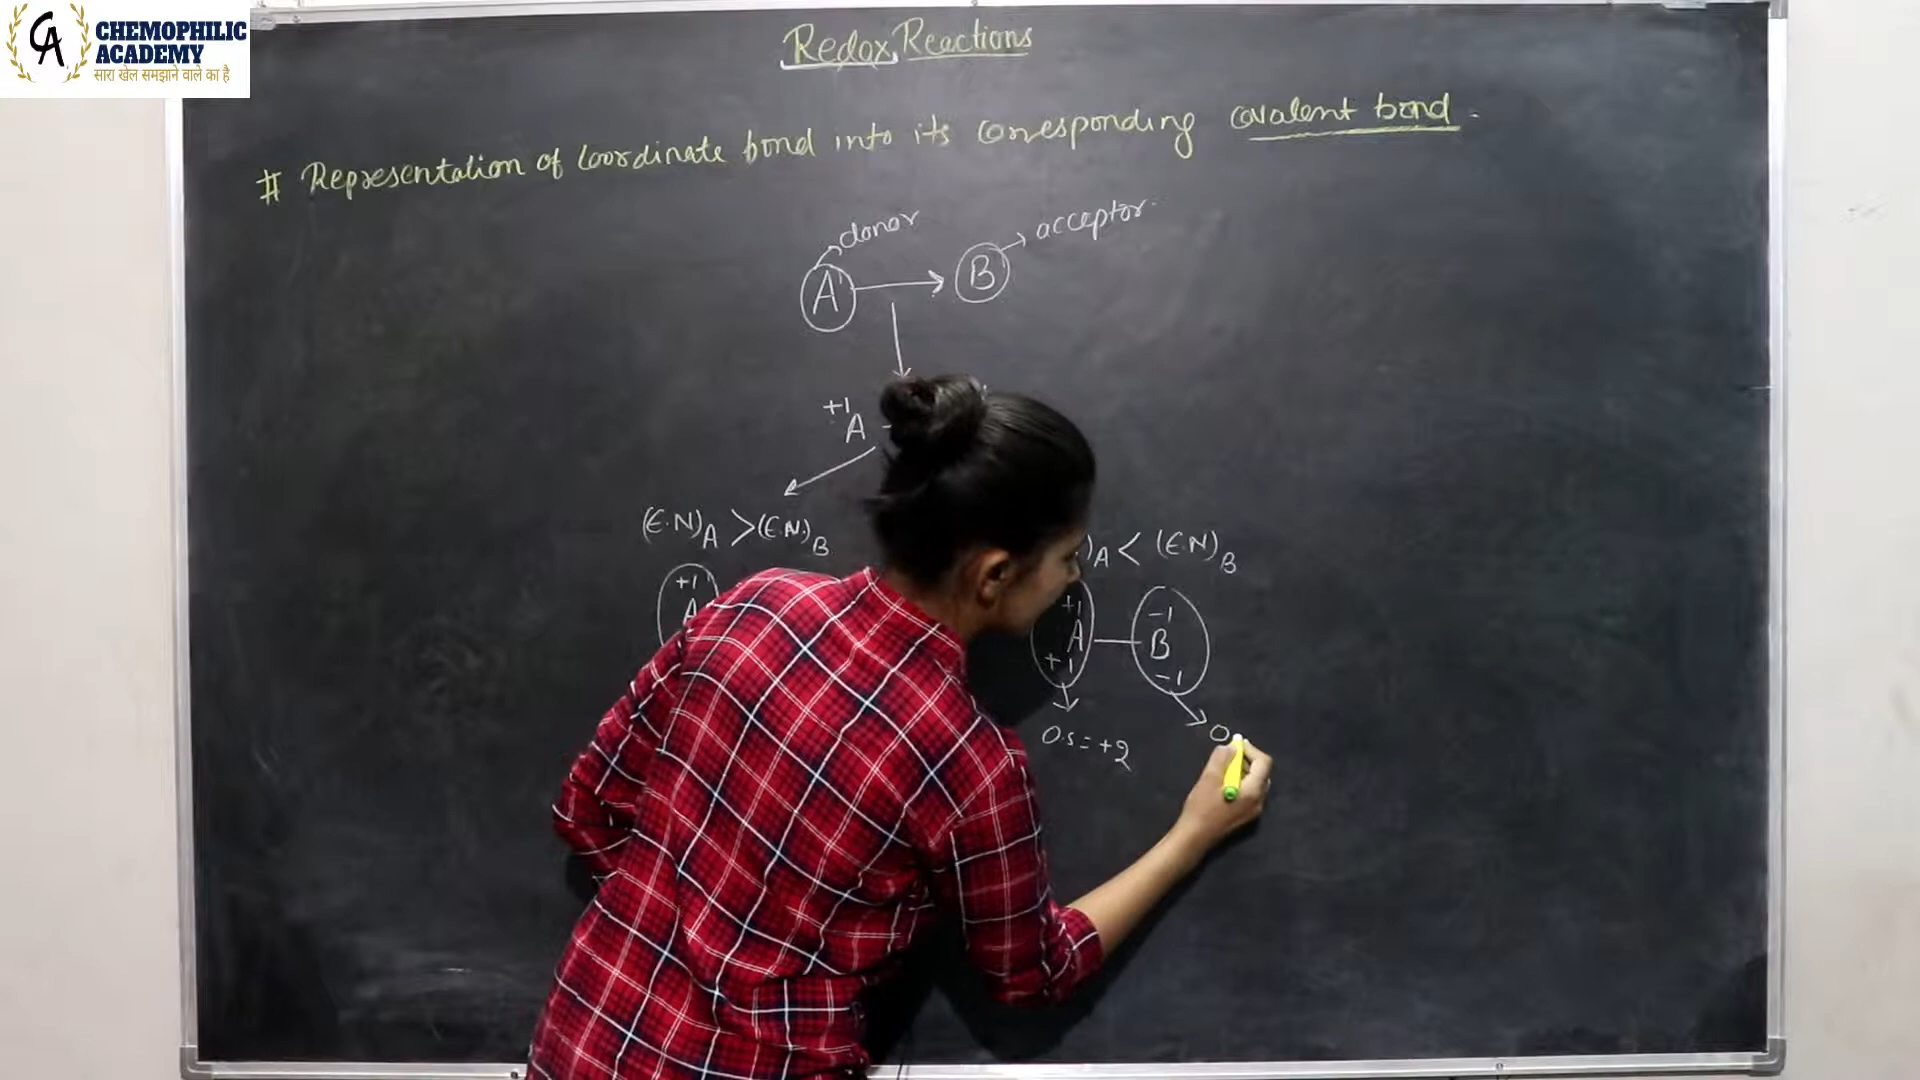 CA CHEMOPHILIC
ACADEMY
सारा खेल समझाने वाले का है
Redox Reactions
# Representation of Coordinate bond into its corresponding covalent bond.
donor
acceptor
A → B
+1
A
(E.N)A > (E.N)B
)A < (E.N)B
+1
A
+1 -1
A — B
+1 -1
O.S = +2
O